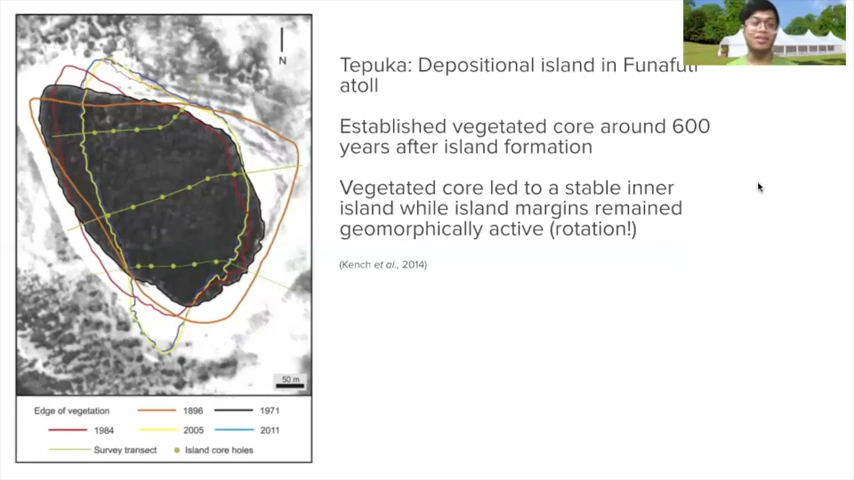 N
50 m
Edge of vegetation 1896 1971
1984 2005 2011
Survey transect Island core holes
Tepuka: Depositional island in Funafuti
atoll
Established vegetated core around 600
years after island formation
Vegetated core led to a stable inner
island while island margins remained
geomorphically active (rotation!)
(Kench et al., 2014)